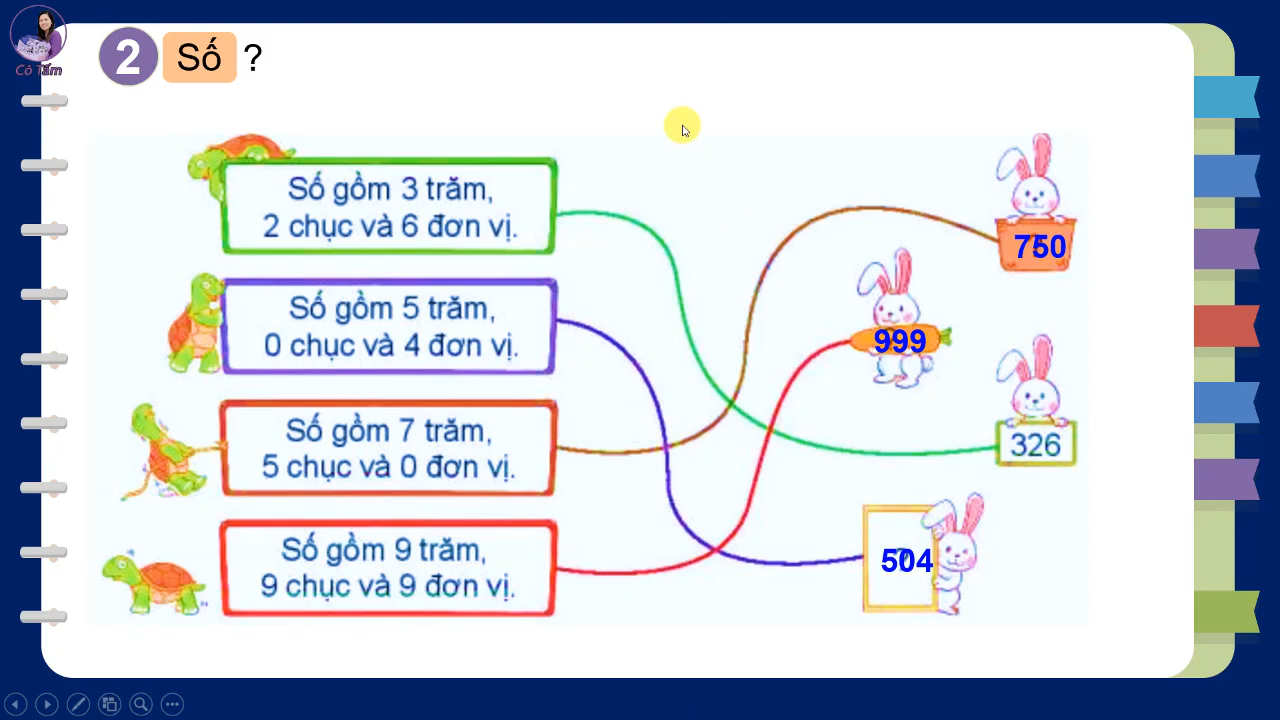 Cô Tấm
2 Số ?
Số gồm 3 trăm,
2 chục và 6 đơn vị.
Số gồm 5 trăm,
0 chục và 4 đơn vị.
Số gồm 7 trăm,
5 chục và 0 đơn vị.
Số gồm 9 trăm,
9 chục và 9 đơn vị.
750
999
326
504